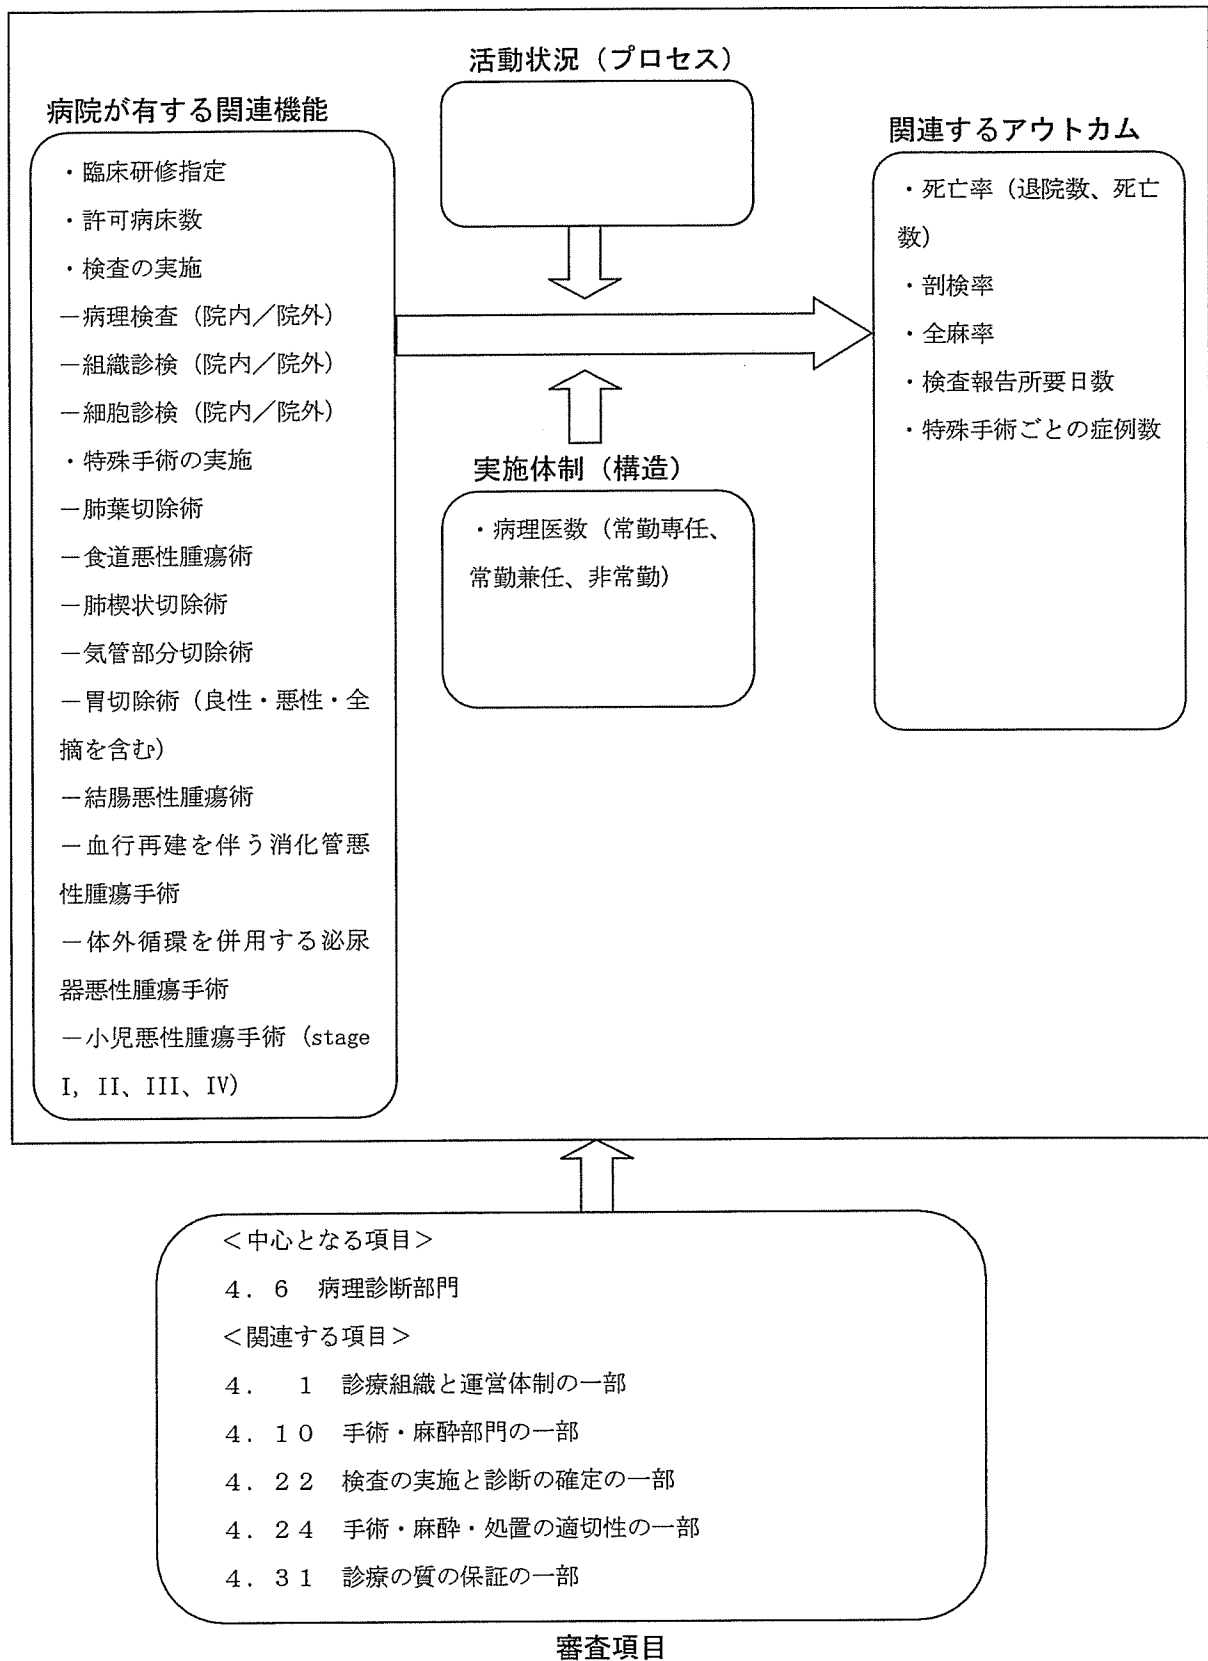 活動状況（プロセス）
病院が有する関連機能
・臨床研修指定
・許可病床数
・検査の実施
－病理検査（院内／院外）
－組織診検（院内／院外）
－細胞診検（院内／院外）
・特殊手術の実施
－肺葉切除術
－食道悪性腫瘍術
－肺楔状切除術
－気管部分切除術
－胃切除術（良性・悪性・全
摘を含む）
－結腸悪性腫瘍術
－血行再建を伴う消化管悪
性腫瘍手術
－体外循環を併用する泌尿
器悪性腫瘍手術
－小児悪性腫瘍手術（stage
I, II、III、IV）
実施体制（構造）
・病理医数（常勤専任、
常勤兼任、非常勤）
関連するアウトカム
・死亡率（退院数、死亡
数）
・剖検率
・全麻率
・検査報告所要日数
・特殊手術ごとの症例数
＜中心となる項目＞
４．６　病理診断部門
＜関連する項目＞
４．　１　診療組織と運営体制の一部
４．１０　手術・麻酔部門の一部
４．２２　検査の実施と診断の確定の一部
４．２４　手術・麻酔・処置の適切性の一部
４．３１　診療の質の保証の一部
審査項目